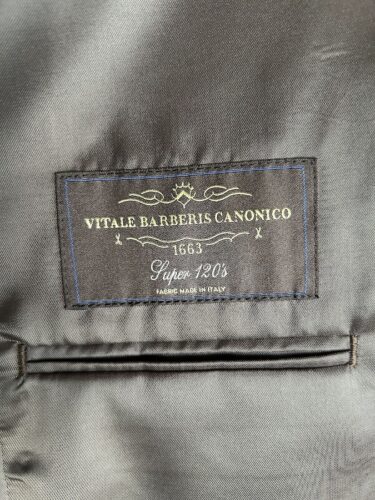 VITALE BARBERIS CANONICO
1663
Super 120's
FABRIC MADE IN ITALY